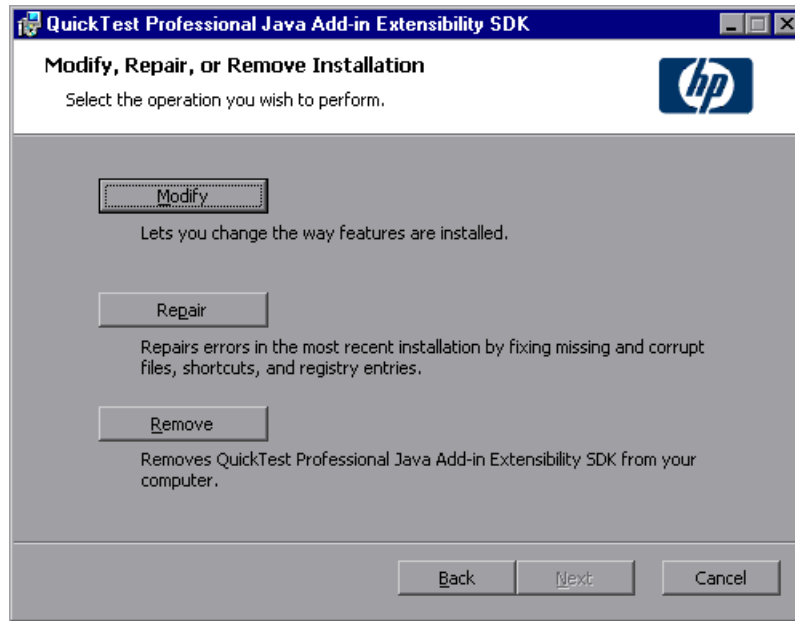 QuickTest Professional Java Add-in Extensibility SDK
Modify, Repair, or Remove Installation
Select the operation you wish to perform.
hp
Modify
Lets you change the way features are installed.
Repair
Repairs errors in the most recent installation by fixing missing and corrupt
files, shortcuts, and registry entries.
Remove
Removes QuickTest Professional Java Add-in Extensibility SDK from your
computer.
Back
Next
Cancel